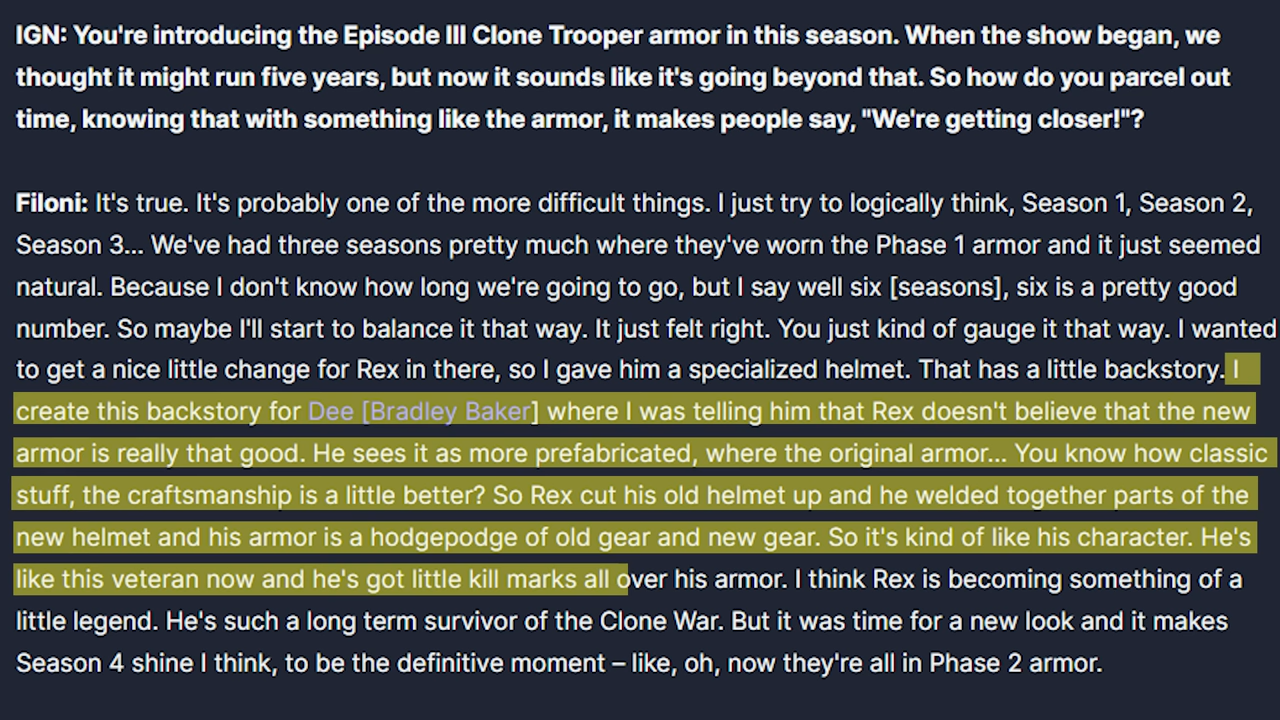 IGN: You're introducing the Episode III Clone Trooper armor in this season. When the show began, we
thought it might run five years, but now it sounds like it's going beyond that. So how do you parcel out
time, knowing that with something like the armor, it makes people say, "We're getting closer!"?
Filoni: It's true. It's probably one of the more difficult things. I just try to logically think, Season 1, Season 2,
Season 3... We've had three seasons pretty much where they've worn the Phase 1 armor and it just seemed
natural. Because I don't know how long we're going to go, but I say well six [seasons], six is a pretty good
number. So maybe I'll start to balance it that way. It just felt right. You just kind of gauge it that way. I wanted
to get a nice little change for Rex in there, so I gave him a specialized helmet. That has a little backstory. I
create this backstory for Dee [Bradley Baker] where I was telling him that Rex doesn't believe that the new
armor is really that good. He sees it as more prefabricated, where the original armor... You know how classic
stuff, the craftsmanship is a little better? So Rex cut his old helmet up and he welded together parts of the
new helmet and his armor is a hodgepodge of old gear and new gear. So it's kind of like his character. He's
like this veteran now and he's got little kill marks all over his armor. I think Rex is becoming something of a
little legend. He's such a long term survivor of the Clone War. But it was time for a new look and it makes
Season 4 shine I think, to be the definitive moment – like, oh, now they're all in Phase 2 armor.